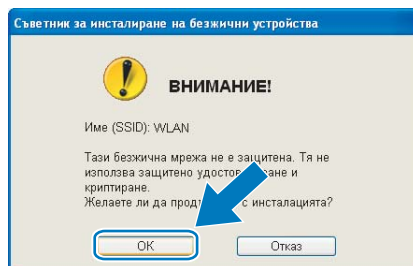 Съветник за инсталиране на безжични устройства
ВНИМАНИЕ!
Име (SSID): WLAN
Тази безжична мрежа не е защитена. Тя не
използва защитено и
криптиране.
Желаете ли да с инсталацията?
OK
Отказ